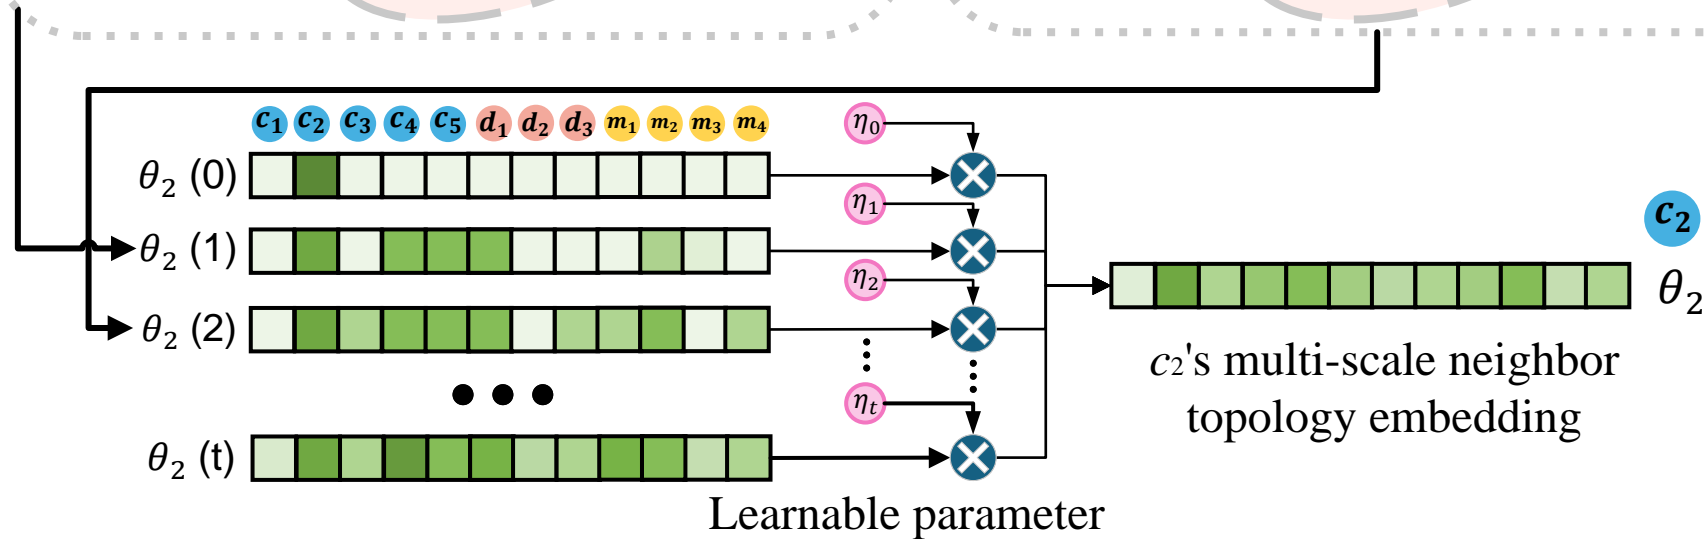 c₁ c₂ c₃ c₄ c₅ d₁ d₂ d₃ m₁ m₂ m₃ m₄
η₀
θ₂ (0)
η₁
c₂
θ₂ (1)
η₂
θ₂
θ₂ (2)
c₂'s multi-scale neighbor
topology embedding
ηₜ
θ₂ (t)
Learnable parameter